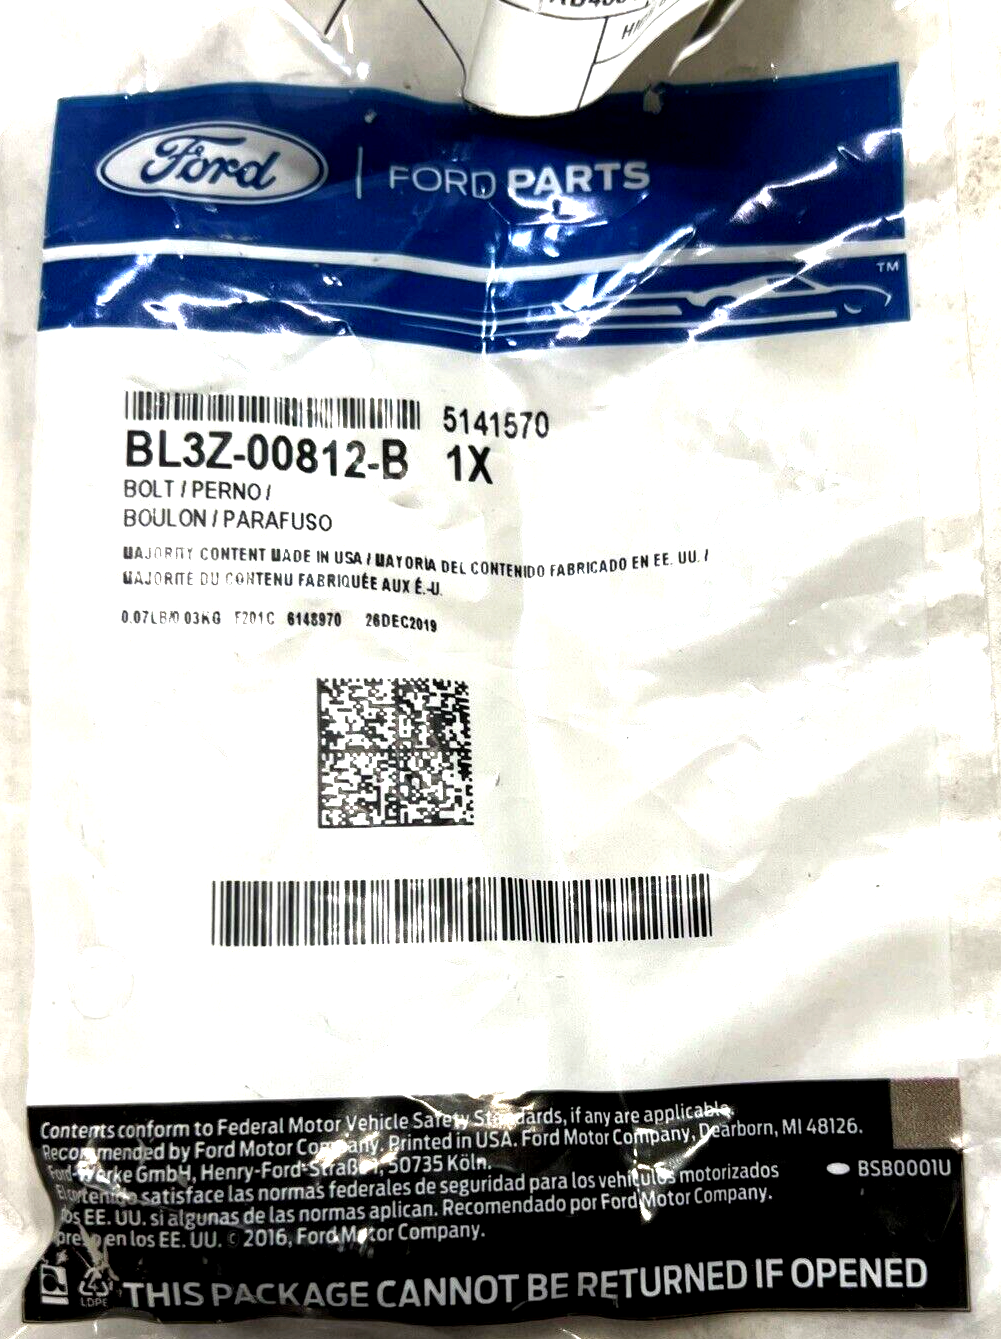 Ford | FORD PARTS
TM
5141570
BL3Z-00812-B 1X
BOLT / PERNO /
BOULON / PARAFUSO
MAJORITY CONTENT MADE IN USA / MAYORÍA DEL CONTENIDO FABRICADO EN EE. UU. /
MAJORITÉ DU CONTENU FABRIQUÉE AUX É.-U.
0.07LB/0.03KG F201C 6148970 26DEC2019
Contents conform to Federal Motor Vehicle Safety Standards, if any are applicable.
Recommended by Ford Motor Company. Printed in USA. Ford Motor Company, Dearborn, MI 48126.
Ford-Werke GmbH, Henry-Ford-Straße 1, 50735 Köln.
El contenido satisface las normas federales de seguridad para los vehículos motorizados
los EE. UU. si algunas de las normas aplican. Recomendado por Ford Motor Company.
preso en los EE. UU. © 2016, Ford Motor Company.
BSB0001U
LDPE
THIS PACKAGE CANNOT BE RETURNED IF OPENED